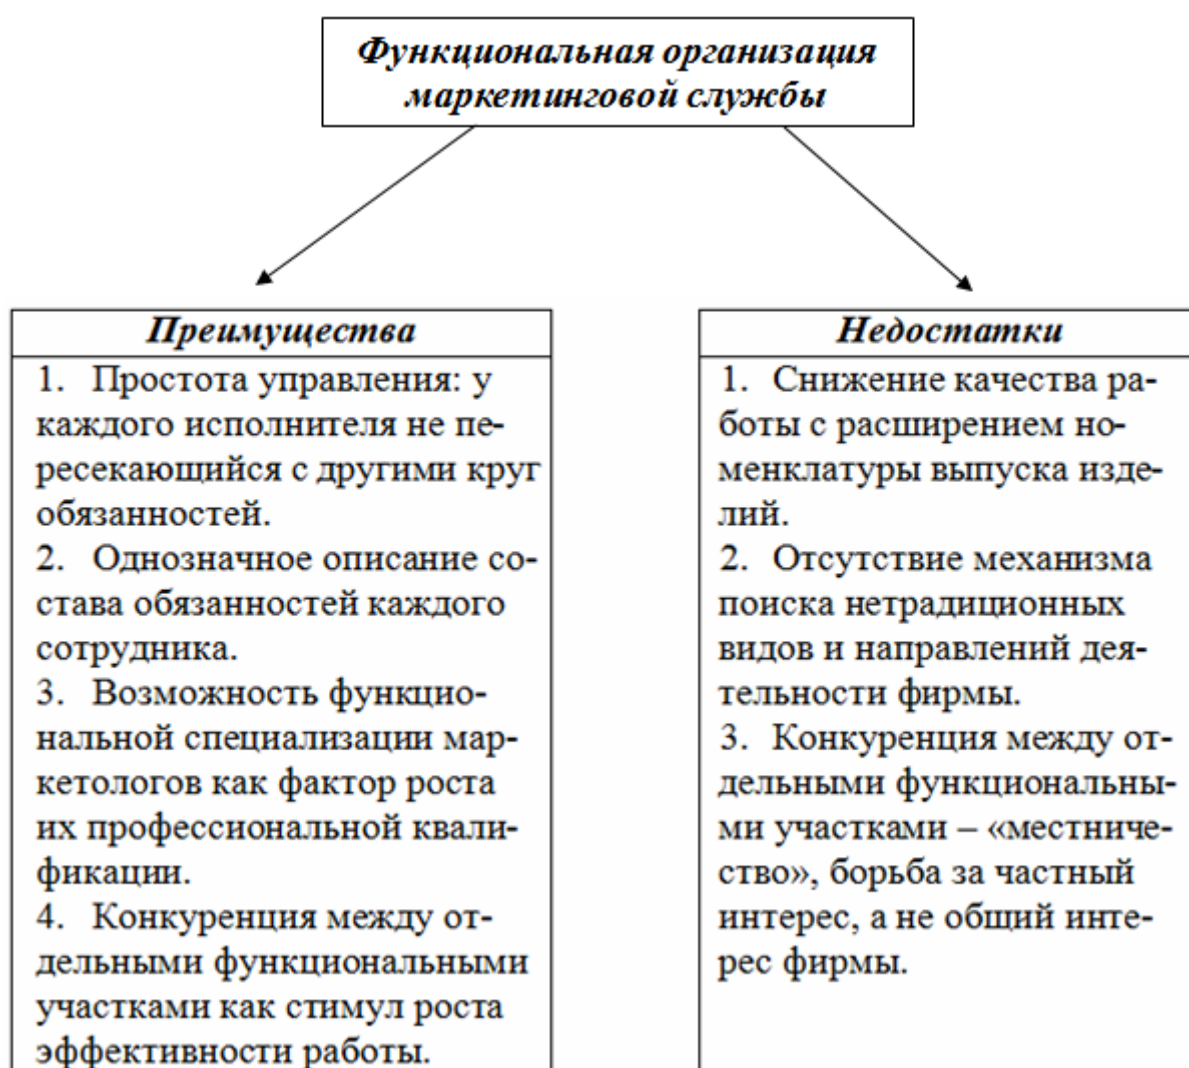 Функциональная организация
маркетинговой службы
Преимущества
1. Простота управления: у
каждого исполнителя не пе-
ресекающийся с другими круг
обязанностей.
2. Однозначное описание со-
става обязанностей каждого
сотрудника.
3. Возможность функцио-
нальной специализации мар-
кетологов как фактор роста
их профессиональной квали-
фикации.
4. Конкуренция между от-
дельными функциональными
участками как стимул роста
эффективности работы.
Недостатки
1. Снижение качества ра-
боты с расширением но-
менклатуры выпуска изде-
лий.
2. Отсутствие механизма
поиска нетрадиционных
видов и направлений дея-
тельности фирмы.
3. Конкуренция между от-
дельными функциональны-
ми участками – «местниче-
ство», борьба за частный
интерес, а не общий инте-
рес фирмы.